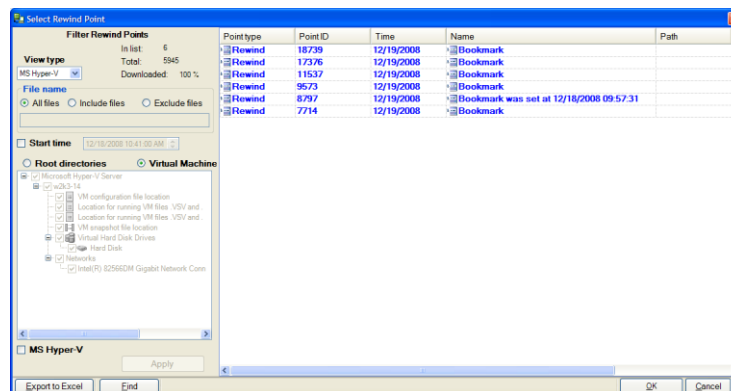 Select Rewind Point
Filter Rewind Points
In list: 6
View type
Total: 5945
MS Hyper-V
Downloaded: 100 %
File name
All files Include files Exclude files
Start time 12/18/2008 10:41:00 AM
Root directories Virtual Machine
Microsoft Hyper-V Server
w2k3-14
VM configuration file location
Location for running VM files .VSV and.
Location for running VM files .VSV and.
VM snapshot file location
Virtual Hard Disk Drives
Hard Disk
Networks
Intel(R) 82566DM Gigabit Network Conn
MS Hyper-V
Apply
Export to Excel Find
Point type Point ID Time Name Path
Rewind 18739 12/19/2008 Bookmark
Rewind 17376 12/19/2008 Bookmark
Rewind 11537 12/19/2008 Bookmark
Rewind 9573 12/19/2008 Bookmark
Rewind 8797 12/19/2008 Bookmark was set at 12/18/2008 09:57:31
Rewind 7714 12/19/2008 Bookmark
OK Cancel